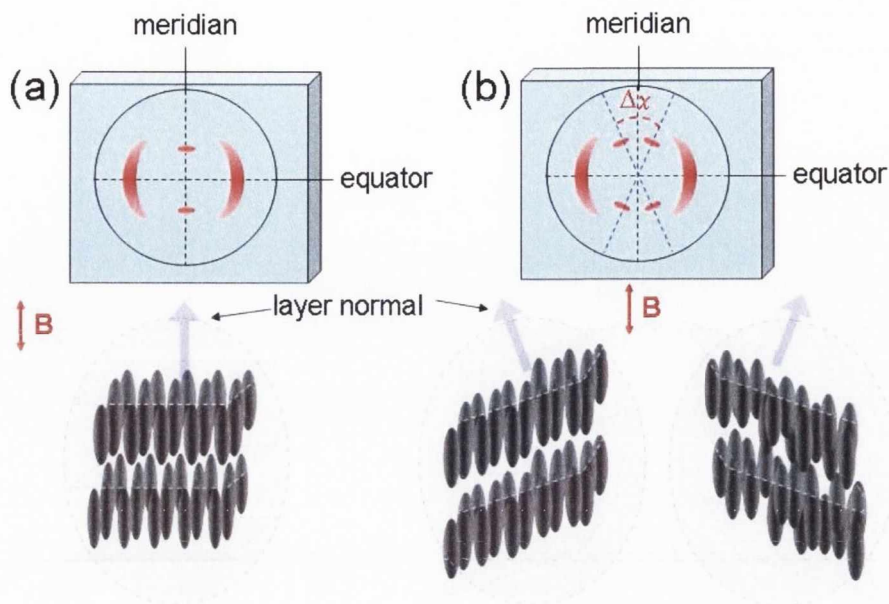 meridian
meridian
(a)
(b)
Δχ
equator
equator
layer normal
B
B